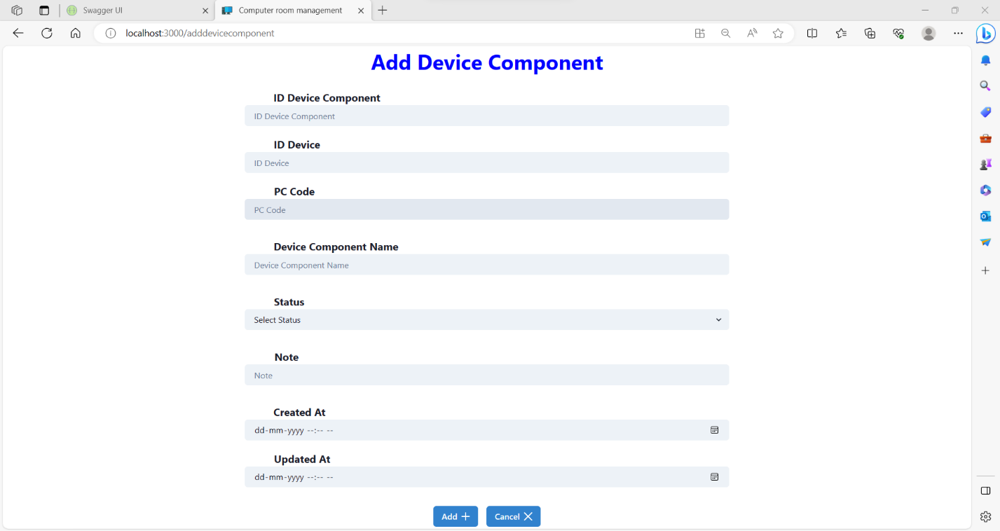 Swagger UI
Computer room management
localhost:3000/adddevicecomponent
Add Device Component
ID Device Component
ID Device Component
ID Device
ID Device
PC Code
PC Code
Device Component Name
Device Component Name
Status
Select Status
Note
Note
Created At
dd-mm-yyyy --:-- --
Updated At
dd-mm-yyyy --:-- --
Add
Cancel